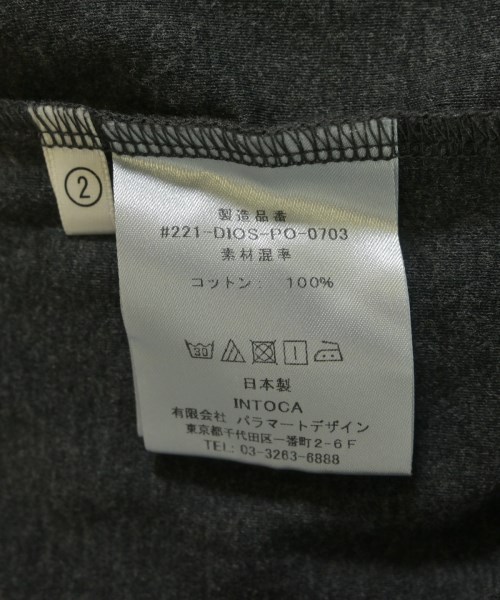 ②
製造品番
#221-DIOS-PO-0703
素材混率
コットン: 100%
30
日本製
INTOCA
有限会社 パラマートデザイン
東京都千代田区一番町2-6F
TEL: 03-3263-6888